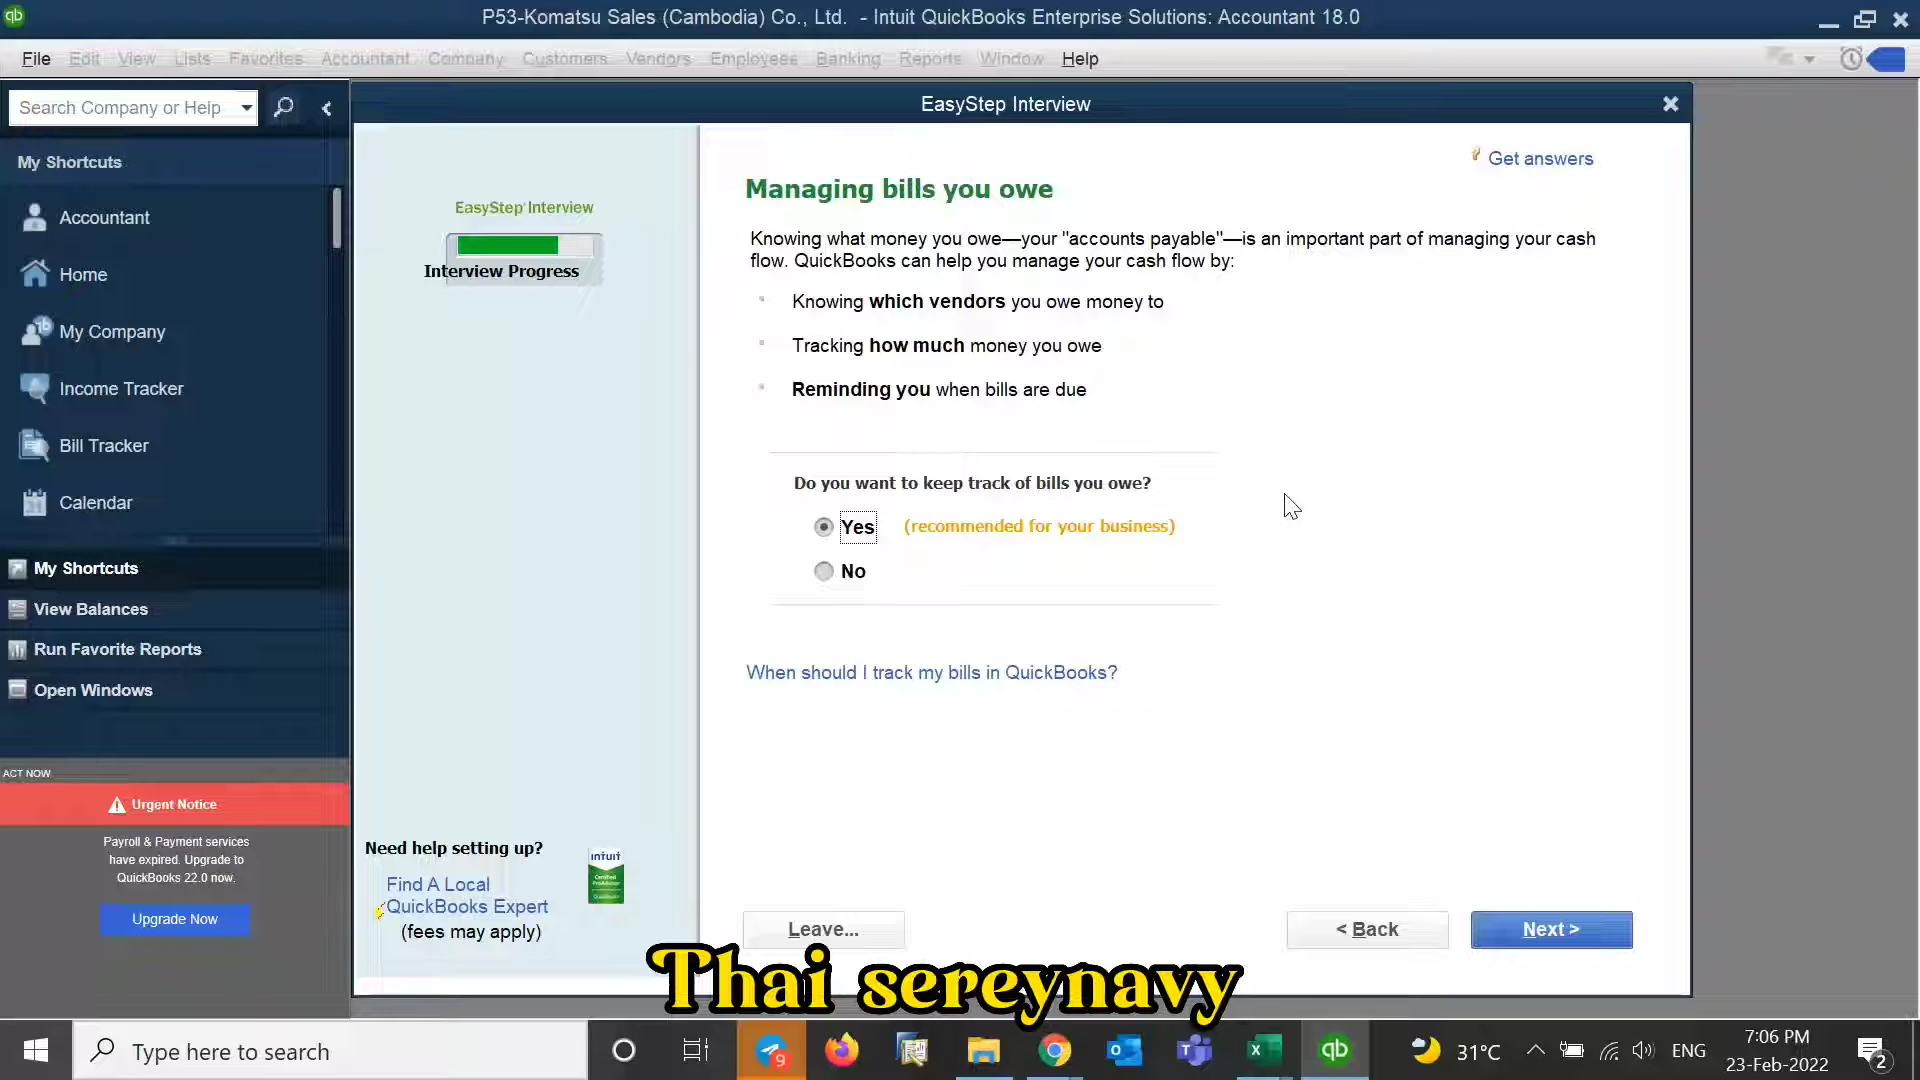 P53-Komatsu Sales (Cambodia) Co., Ltd.  - Intuit QuickBooks Enterprise Solutions: Accountant 18.0
File Edit View Lists Favorites Accountant Company Customers Vendors Employees Banking Reports Window Help
Search Company or Help
My Shortcuts
Accountant
Home
My Company
Income Tracker
Bill Tracker
Calendar
My Shortcuts
View Balances
Run Favorite Reports
Open Windows
ACT NOW
Urgent Notice
Payroll & Payment services
have expired. Upgrade to
QuickBooks 22.0 now.
Upgrade Now
EasyStep Interview
EasyStep Interview
Interview Progress
Need help setting up?
Find A Local
QuickBooks Expert
(fees may apply)
intuit
Certified
ProAdvisor
QuickBooks
Get answers
Managing bills you owe
Knowing what money you owe—your "accounts payable"—is an important part of managing your cash
flow. QuickBooks can help you manage your cash flow by:
Knowing which vendors you owe money to
Tracking how much money you owe
Reminding you when bills are due
Do you want to keep track of bills you owe?
Yes (recommended for your business)
No
When should I track my bills in QuickBooks?
Leave...
< Back
Next >
Thai sereynavy
Type here to search
9
31°C
ENG
7:06 PM
23-Feb-2022
2